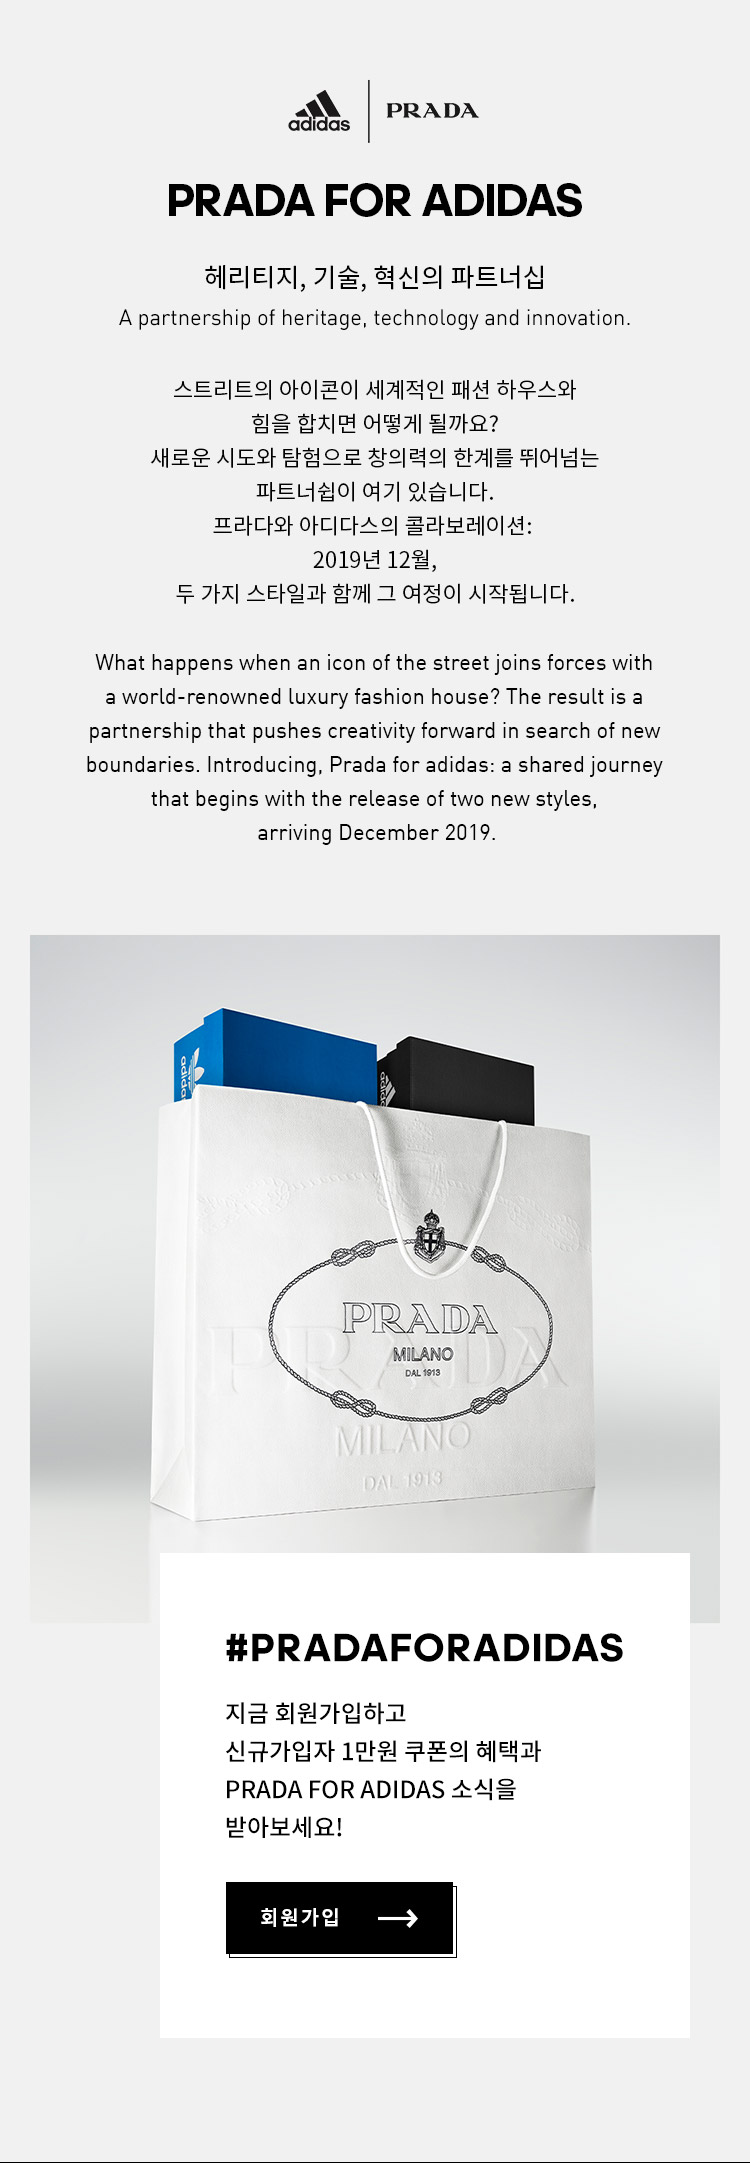 adidas
PRADA
PRADA FOR ADIDAS
헤리티지, 기술, 혁신의 파트너십
A partnership of heritage, technology and innovation.
스트리트의 아이콘이 세계적인 패션 하우스와
힘을 합치면 어떻게 될까요?
새로운 시도와 탐험으로 창의력의 한계를 뛰어넘는
파트너쉽이 여기 있습니다.
프라다와 아디다스의 콜라보레이션:
2019년 12월,
두 가지 스타일과 함께 그 여정이 시작됩니다.
What happens when an icon of the street joins forces with
a world-renowned luxury fashion house? The result is a
partnership that pushes creativity forward in search of new
boundaries. Introducing, Prada for adidas: a shared journey
that begins with the release of two new styles,
arriving December 2019.
adidas
adidas
PRADA
MILANO
DAL 1913
PRADA
MILANO
DAL 1913
#PRADAFORADIDAS
지금 회원가입하고
신규가입자 1만원 쿠폰의 혜택과
PRADA FOR ADIDAS 소식을
받아보세요!
회원가입